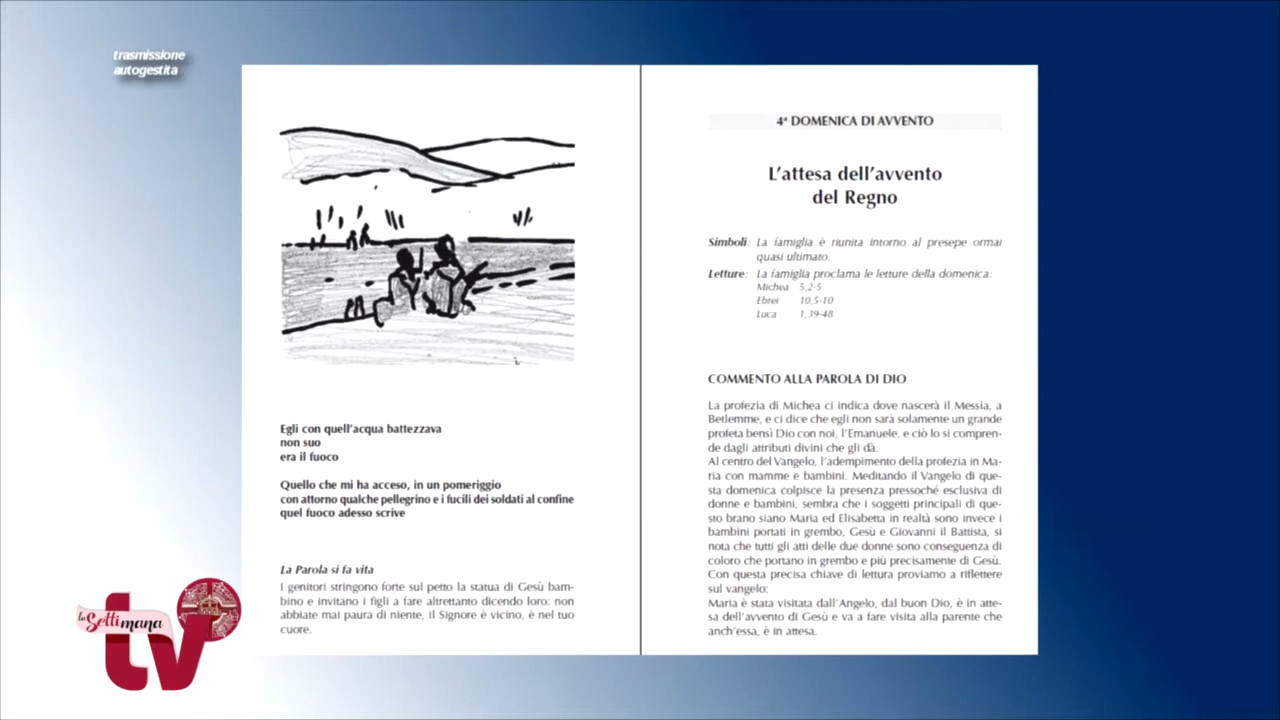 trasmissione
autogestita
Egli con quell'acqua battezzava
non suo
era il fuoco
Quello che mi ha acceso, in un pomeriggio
con attorno qualche pellegrino e i fucili dei soldati al confine
quel fuoco adesso scrive
La Parola si fa vita
I genitori stringono forte sul petto la statua di Gesù bam-
bino e invitano i figli a fare altrettanto dicendo loro: non
abbiate mai paura di niente, il Signore è vicino, è nel tuo
cuore.
4ª DOMENICA DI AVVENTO
L'attesa dell'avvento
del Regno
Simboli: La famiglia è riunita intorno al presepe ormai
quasi ultimato.
Letture: La famiglia proclama le letture della domenica:
Michea 5,2-5
Ebrei 10,5-10
Luca 1,39-48
COMMENTO ALLA PAROLA DI DIO
La profezia di Michea ci indica dove nascerà il Messia, a
Betlemme, e ci dice che egli non sarà solamente un grande
profeta bensì Dio con noi, l'Emanuele, e ciò lo si compren-
de dagli attributi divini che gli dà.
Al centro del Vangelo, l'adempimento della profezia in Ma-
ria con mamme e bambini. Meditando il Vangelo di que-
sta domenica colpisce la presenza pressoché esclusiva di
donne e bambini, sembra che i soggetti principali di que-
sto brano siano Maria ed Elisabetta in realtà sono invece i
bambini portati in grembo, Gesù e Giovanni il Battista, si
nota che tutti gli atti delle due donne sono conseguenza di
coloro che portano in grembo e più precisamente di Gesù.
Con questa precisa chiave di lettura proviamo a riflettere
sul vangelo:
Maria è stata visitata dall'Angelo, dal buon Dio, è in atte-
sa dell'avvento di Gesù e va a fare visita alla parente che
anch'essa, è in attesa.
la Settimana
tv